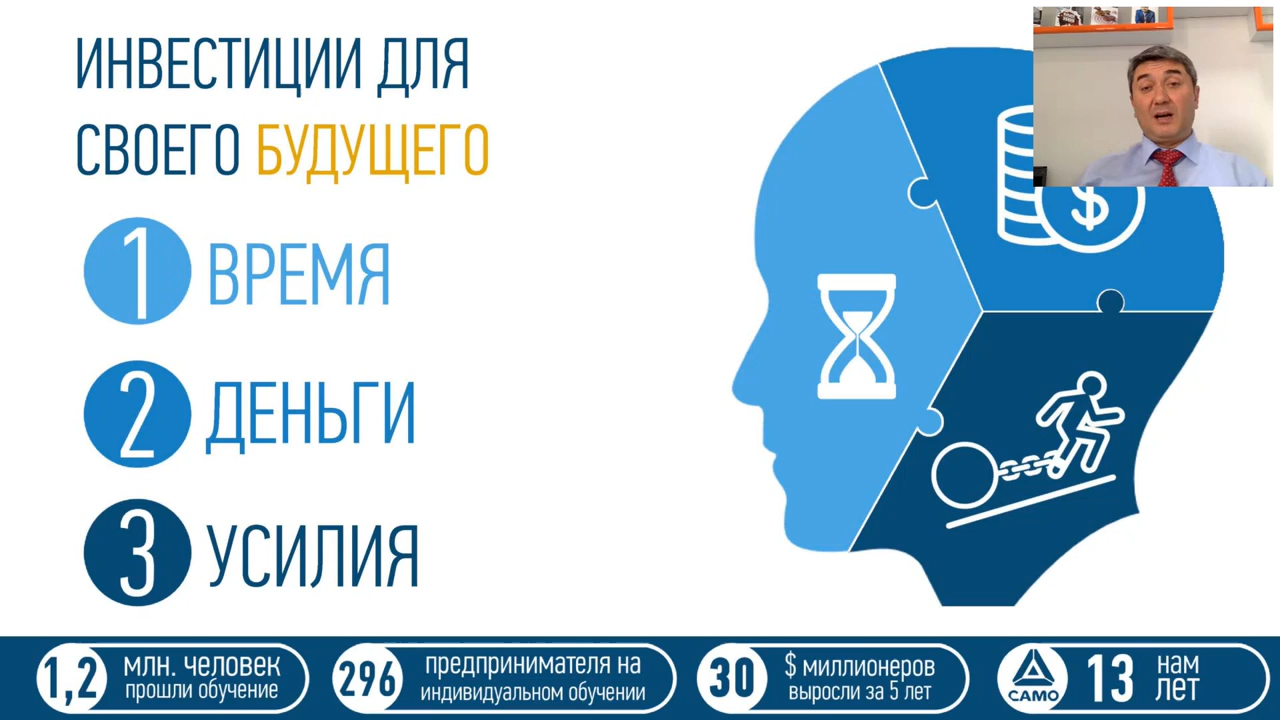 ИНВЕСТИЦИИ ДЛЯ
СВОЕГО БУДУЩЕГО
1 ВРЕМЯ
2 ДЕНЬГИ
3 УСИЛИЯ
$
1,2 млн. человек
прошли обучение
296 предпринимателя на
индивидуальном обучении
30 $ миллионеров
выросли за 5 лет
САМО
13 нам
лет